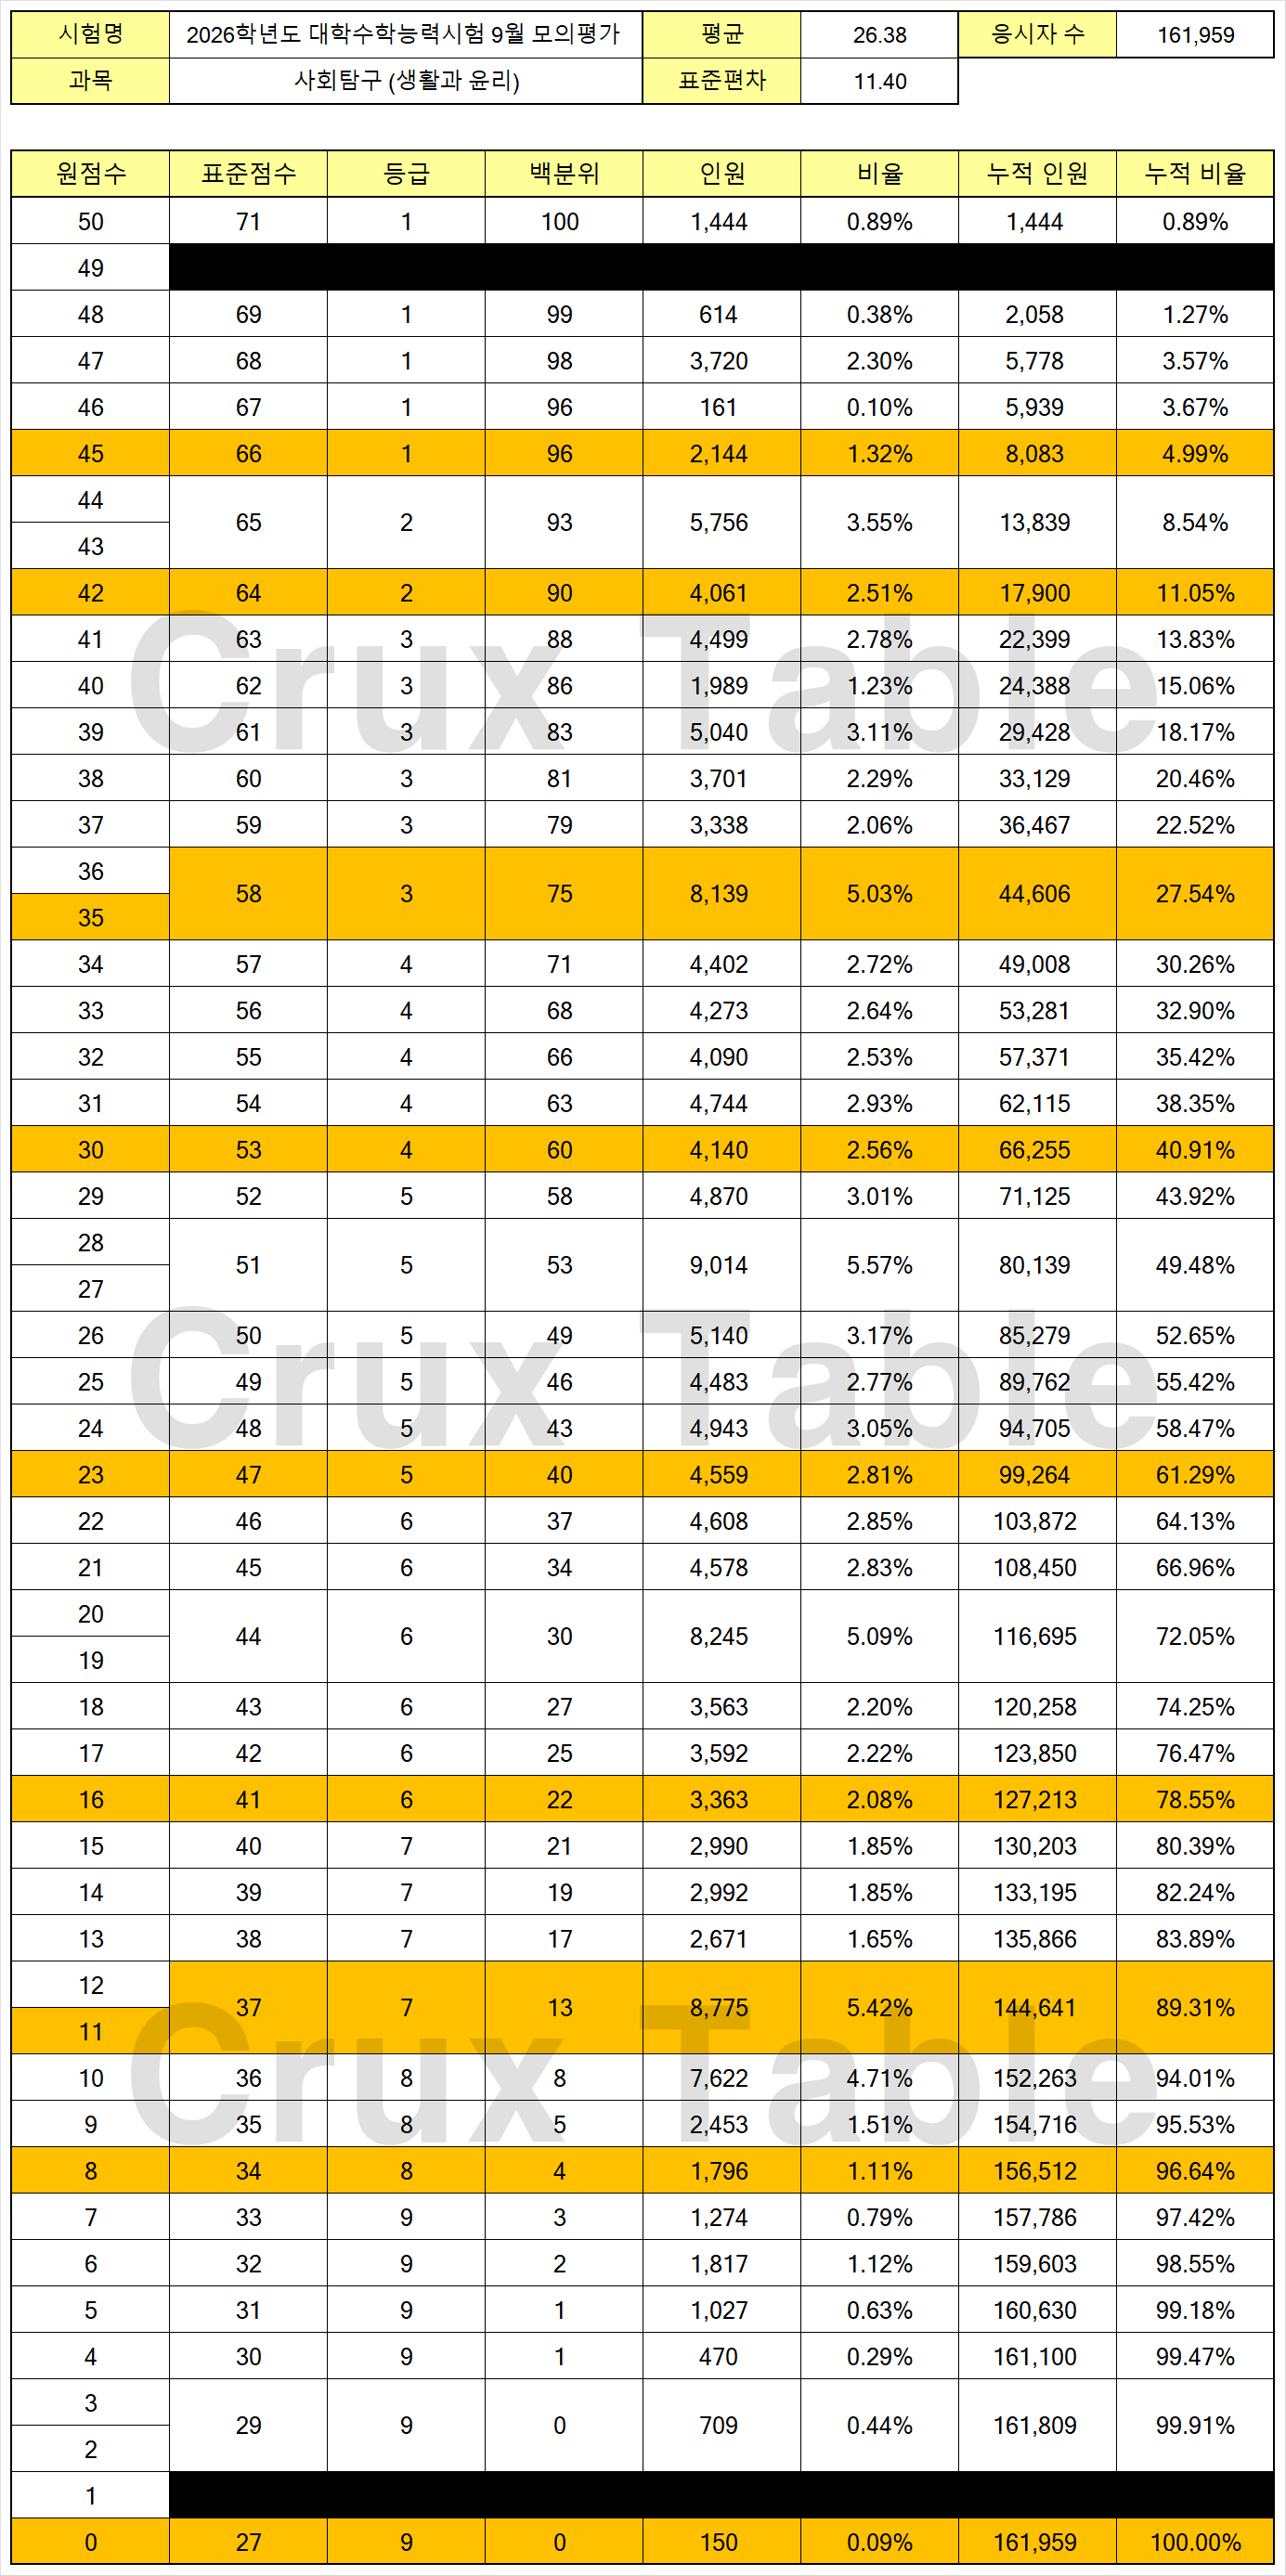 시험명 2026학년도 대학수학능력시험 9월 모의평가 평균 26.38 응시자 수 161,959
과목 사회탐구 (생활과 윤리) 표준편차 11.40
원점수 표준점수 등급 백분위 인원 비율 누적 인원 누적 비율
50 71 1 100 1,444 0.89% 1,444 0.89%
49
48 69 1 99 614 0.38% 2,058 1.27%
47 68 1 98 3,720 2.30% 5,778 3.57%
46 67 1 96 161 0.10% 5,939 3.67%
45 66 1 96 2,144 1.32% 8,083 4.99%
44
65 2 93 5,756 3.55% 13,839 8.54%
43
42 64 2 90 4,061 2.51% 17,900 11.05%
41 63 3 88 4,499 2.78% 22,399 13.83%
Crux Table
40 62 3 86 1,989 1.23% 24,388 15.06%
39 61 3 83 5,040 3.11% 29,428 18.17%
38 60 3 81 3,701 2.29% 33,129 20.46%
37 59 3 79 3,338 2.06% 36,467 22.52%
36
58 3 75 8,139 5.03% 44,606 27.54%
35
34 57 4 71 4,402 2.72% 49,008 30.26%
33 56 4 68 4,273 2.64% 53,281 32.90%
32 55 4 66 4,090 2.53% 57,371 35.42%
31 54 4 63 4,744 2.93% 62,115 38.35%
30 53 4 60 4,140 2.56% 66,255 40.91%
29 52 5 58 4,870 3.01% 71,125 43.92%
28
51 5 53 9,014 5.57% 80,139 49.48%
27
26 50 5 49 5,140 3.17% 85,279 52.65%
Crux Table
25 49 5 46 4,483 2.77% 89,762 55.42%
24 48 5 43 4,943 3.05% 94,705 58.47%
23 47 5 40 4,559 2.81% 99,264 61.29%
22 46 6 37 4,608 2.85% 103,872 64.13%
21 45 6 34 4,578 2.83% 108,450 66.96%
20
44 6 30 8,245 5.09% 116,695 72.05%
19
18 43 6 27 3,563 2.20% 120,258 74.25%
17 42 6 25 3,592 2.22% 123,850 76.47%
16 41 6 22 3,363 2.08% 127,213 78.55%
15 40 7 21 2,990 1.85% 130,203 80.39%
14 39 7 19 2,992 1.85% 133,195 82.24%
13 38 7 17 2,671 1.65% 135,866 83.89%
12
37 7 13 8,775 5.42% 144,641 89.31%
11
Crux Table
10 36 8 8 7,622 4.71% 152,263 94.01%
9 35 8 5 2,453 1.51% 154,716 95.53%
8 34 8 4 1,796 1.11% 156,512 96.64%
7 33 9 3 1,274 0.79% 157,786 97.42%
6 32 9 2 1,817 1.12% 159,603 98.55%
5 31 9 1 1,027 0.63% 160,630 99.18%
4 30 9 1 470 0.29% 161,100 99.47%
3
29 9 0 709 0.44% 161,809 99.91%
2
1
0 27 9 0 150 0.09% 161,959 100.00%